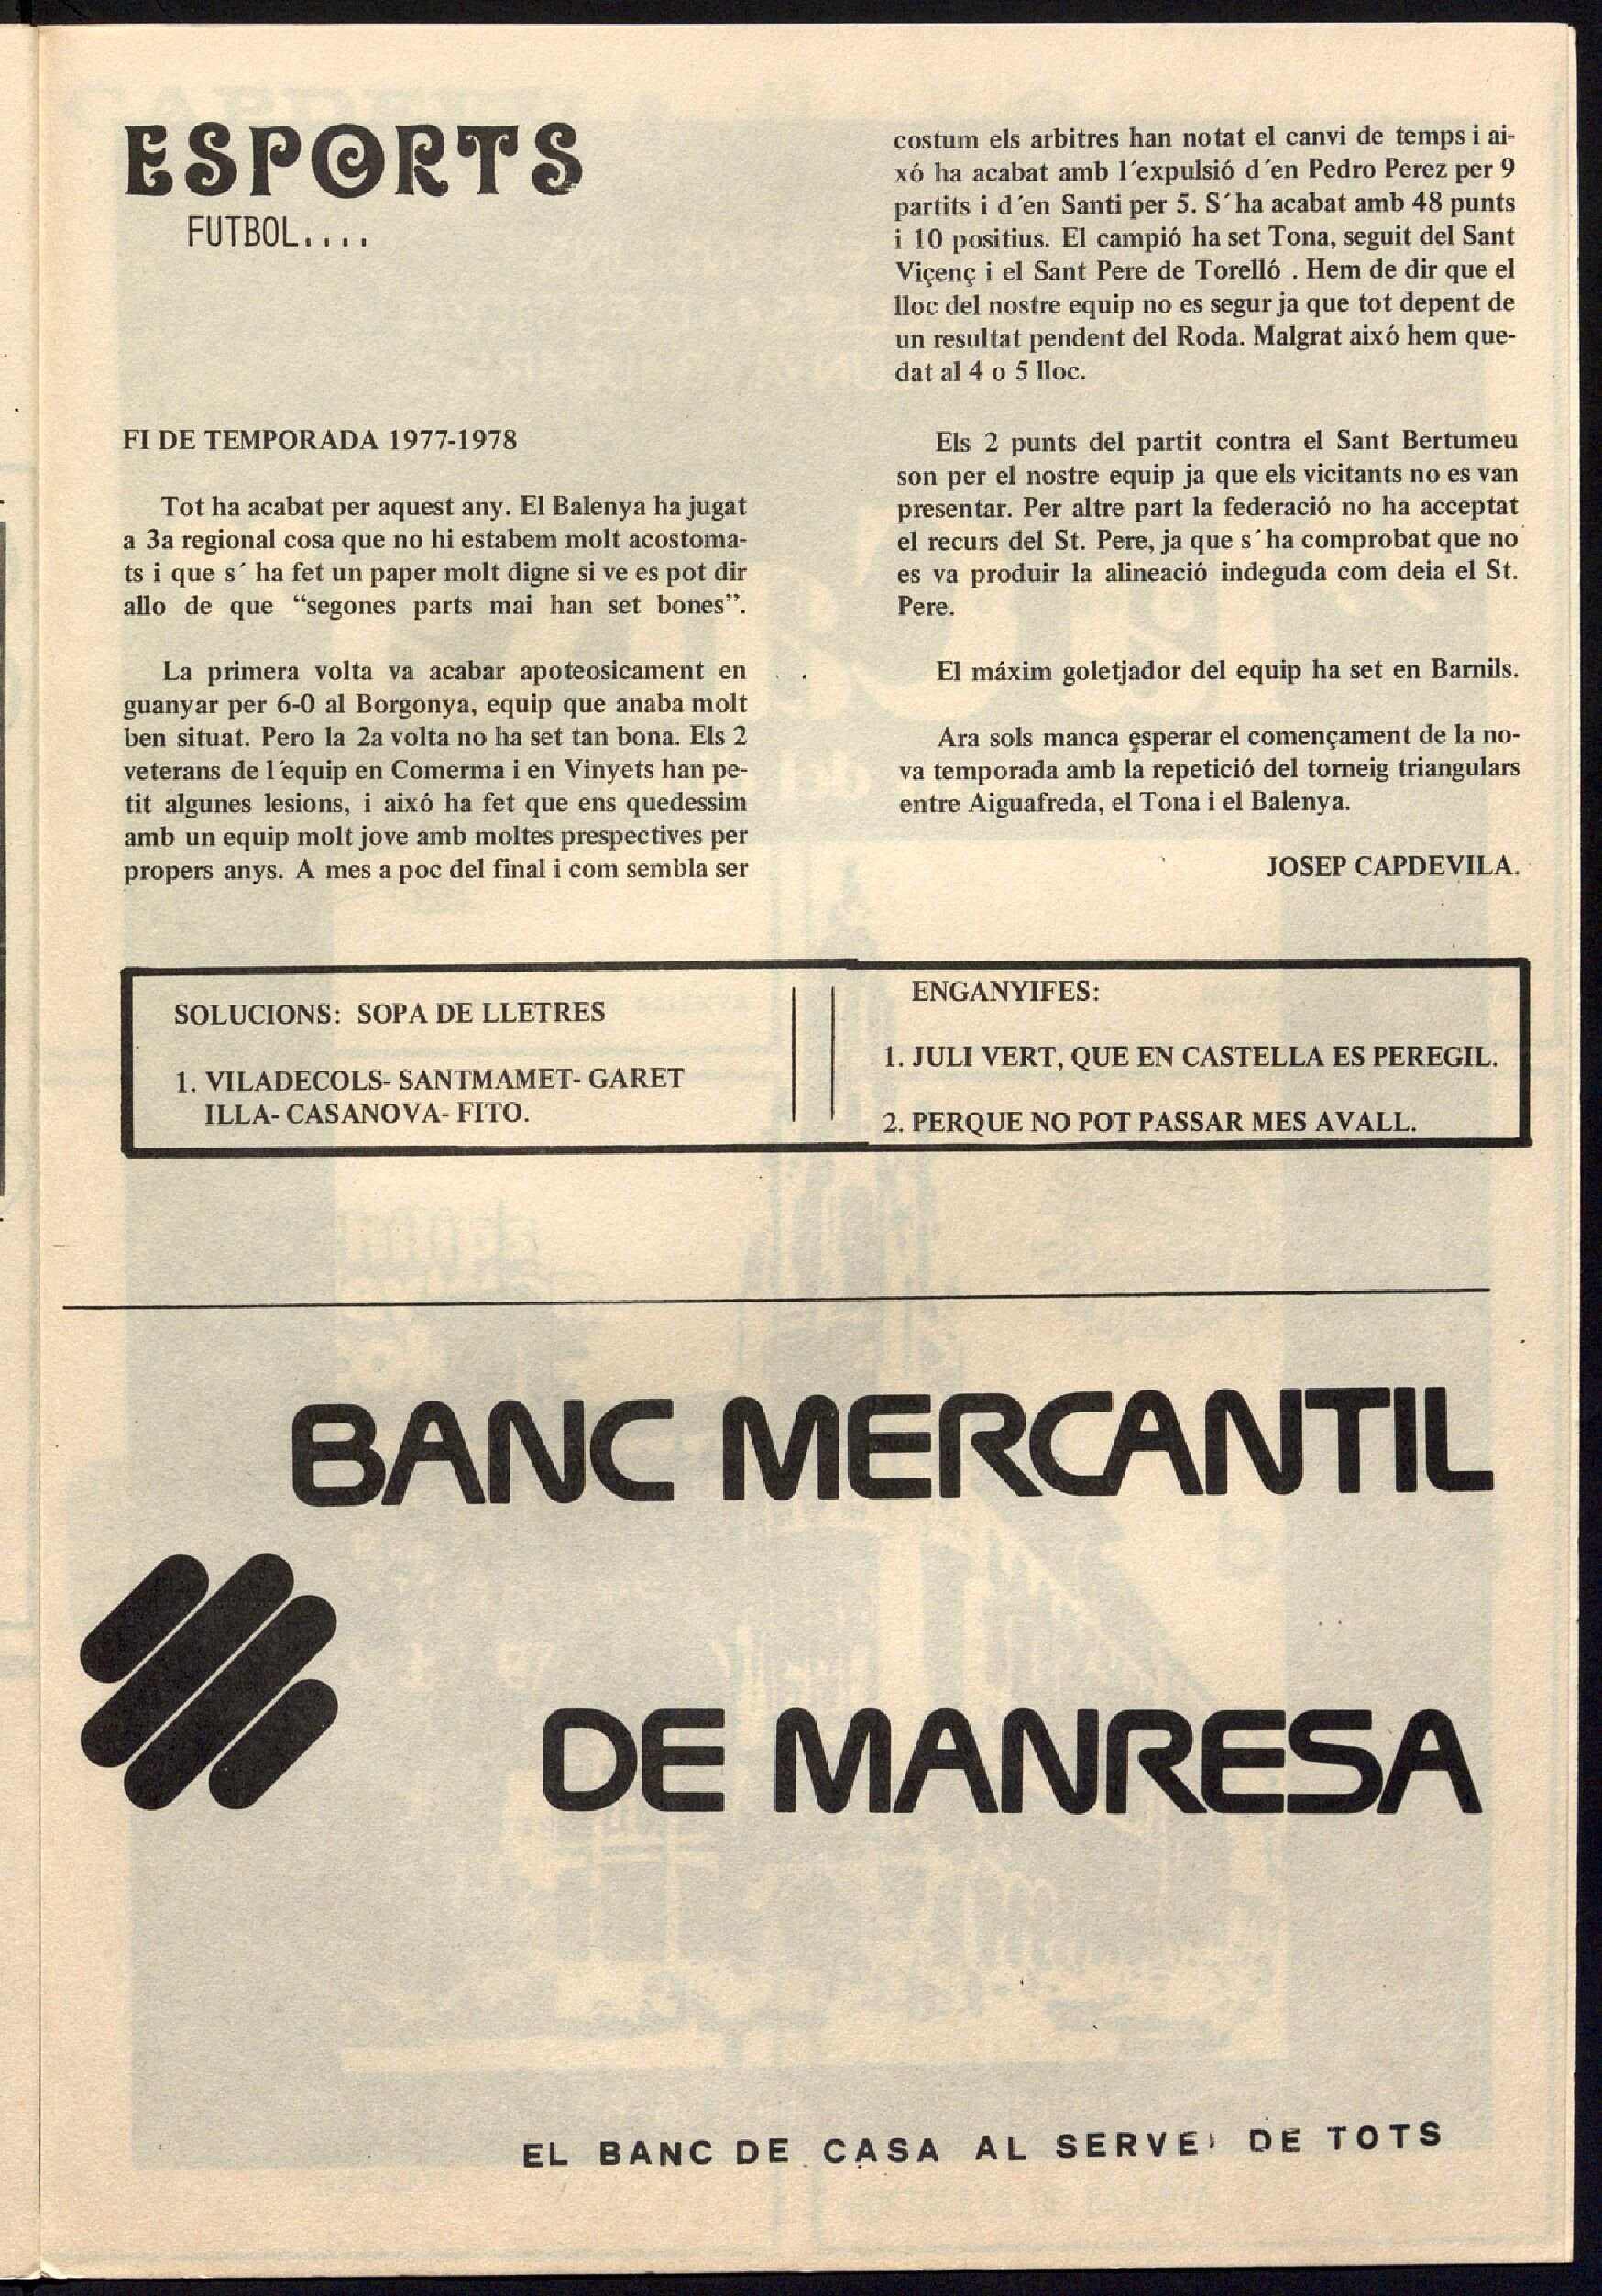 ESPORTS
FUTBOL....
FI DE TEMPORADA 1977-1978
Tot ha acabat per aquest any. El Balenya ha jugat
a 3a regional cosa que no hi estabem molt acostoma-
ts i que s´ ha fet un paper molt digne si ve es pot dir
allo de que “segones parts mai han set bones”.
La primera volta va acabar apoteosicament en
guanyar per 6-0 al Borgonya, equip que anaba molt
ben situat. Pero la 2a volta no ha set tan bona. Els 2
veterans de l´equip en Comerma i en Vinyets han pe-
tit algunes lesions, i aixó ha fet que ens quedessim
amb un equip molt jove amb moltes prespectives per
propers anys. A mes a poc del final i com sembla ser
costum els arbitres han notat el canvi de temps i ai-
xó ha acabat amb l´expulsió d´en Pedro Perez per 9
partits i d´en Santi per 5. S´ha acabat amb 48 punts
i 10 positius. El campió ha set Tona, seguit del Sant
Viçenç i el Sant Pere de Torelló . Hem de dir que el
lloc del nostre equip no es segur ja que tot depent de
un resultat pendent del Roda. Malgrat aixó hem que-
dat al 4 o 5 lloc.
Els 2 punts del partit contra el Sant Bertumeu
son per el nostre equip ja que els vicitants no es van
presentar. Per altre part la federació no ha acceptat
el recurs del St. Pere, ja que s´ha comprobat que no
es va produir la alineació indeguda com deia el St.
Pere.
El máxim goletjador del equip ha set en Barnils.
Ara sols manca esperar el començament de la no-
va temporada amb la repetició del torneig triangulars
entre Aiguafreda, el Tona i el Balenya.
JOSEP CAPDEVILA.
SOLUCIONS: SOPA DE LLETRES
1. VILADECOLS- SANTMAMET- GARET
ILLA- CASANOVA- FITO.
ENGANYIFES:
1. JULI VERT, QUE EN CASTELLA ES PEREGIL.
2. PERQUE NO POT PASSAR MES AVALL.
BANC MERCANTIL
DE MANRESA
EL BANC DE CASA AL SERVEI DE TOTS